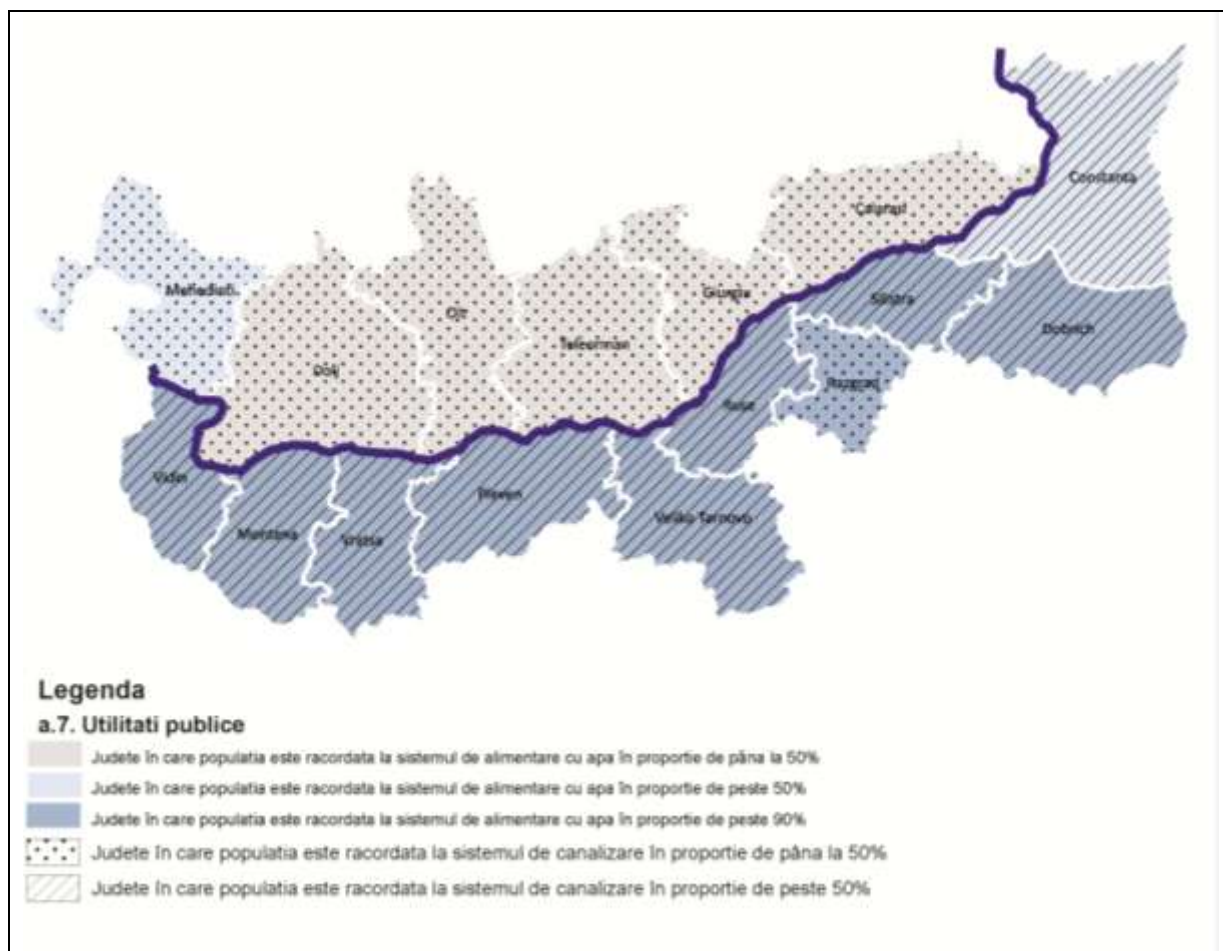 Constanta
Calarasi
Mehedinti
Giurgiu
Silistra
Olt
Teleorman
Dobrich
Dolj
Razgrad
Ruse
Vidin
Pleven
Veliko Tarnovo
Montana
Vratsa
Legenda
a.7. Utilitati publice
Judete în care populatia este racordata la sistemul de alimentare cu apa în proportie de pâna la 50%
Judete în care populatia este racordata la sistemul de alimentare cu apa în proportie de peste 50%
Judete în care populatia este racordata la sistemul de alimentare cu apa în proportie de peste 90%
Judete în care populatia este racordata la sistemul de canalizare în proportie de pâna la 50%
Judete în care populatia este racordata la sistemul de canalizare în proportie de peste 50%